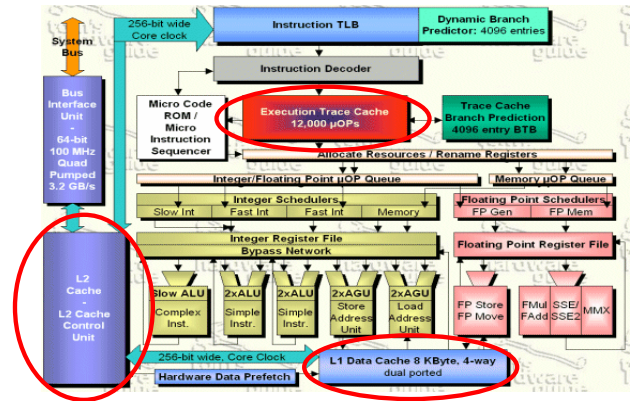 256-bit wide
Core clock
Instruction TLB
Dynamic Branch
Predictor: 4096 entries
System
Bus
Instruction Decoder
Bus
Interface
Unit
-
64-bit
100 MHz
Quad
Pumped
3.2 GB/s
Micro Code
ROM /
Micro
Instruction
Sequencer
Execution Trace Cache
12,000 µOPs
Trace Cache
Branch Prediction
4096 entry BTB
Allocate Resources / Rename Registers
Integer/Floating Point µOP Queue
Memory µOP Queue
Integer Schedulers
Slow Int
Fast Int
Fast Int
Memory
Floating Point Schedulers
FP Gen
FP Mem
Integer Register File
Bypass Network
Floating Point Register File
L2
Cache
-
L2 Cache
Control
Unit
Slow ALU
Complex
Inst.
2xALU
Simple
Instr.
2xALU
Simple
Instr.
2xAGU
Store
Address
Unit
2xAGU
Load
Address
Unit
FP Store
FP Move
FMul
FAdd
SSE/
SSE2
MMX
256-bit wide, Core Clock
L1 Data Cache 8 KByte, 4-way
dual ported
Hardware Data Prefetch